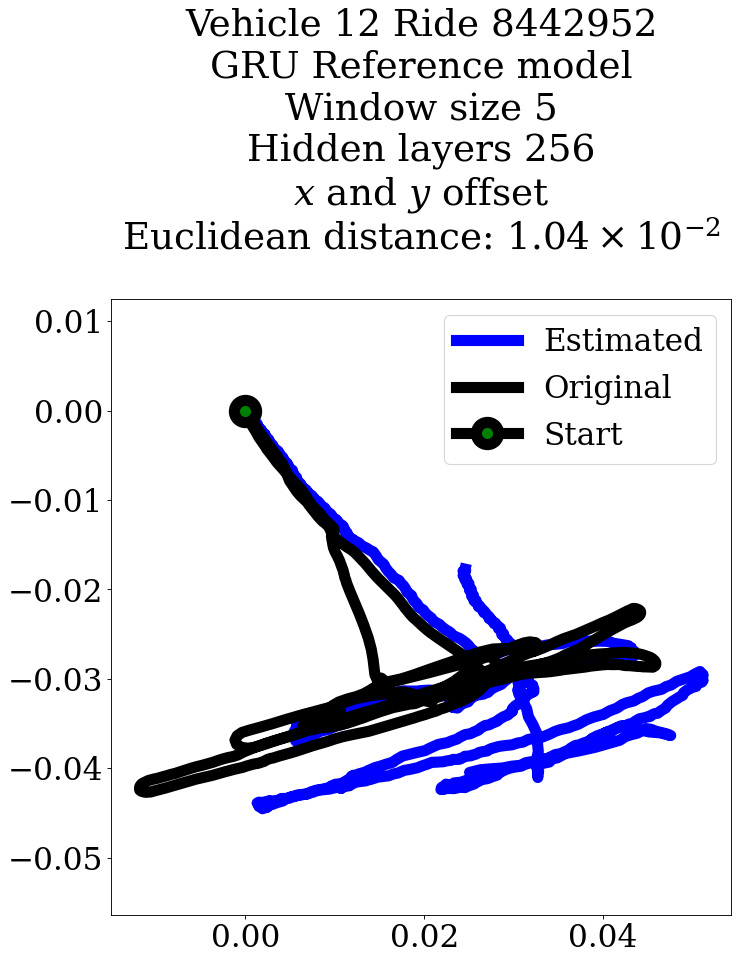 Vehicle 12 Ride 8442952
GRU Reference model
Window size 5
Hidden layers 256
x and y offset
Euclidean distance: 1.04 × 10⁻²
Estimated
Original
Start
0.01
0.00
−0.01
−0.02
−0.03
−0.04
−0.05
0.00 0.02 0.04